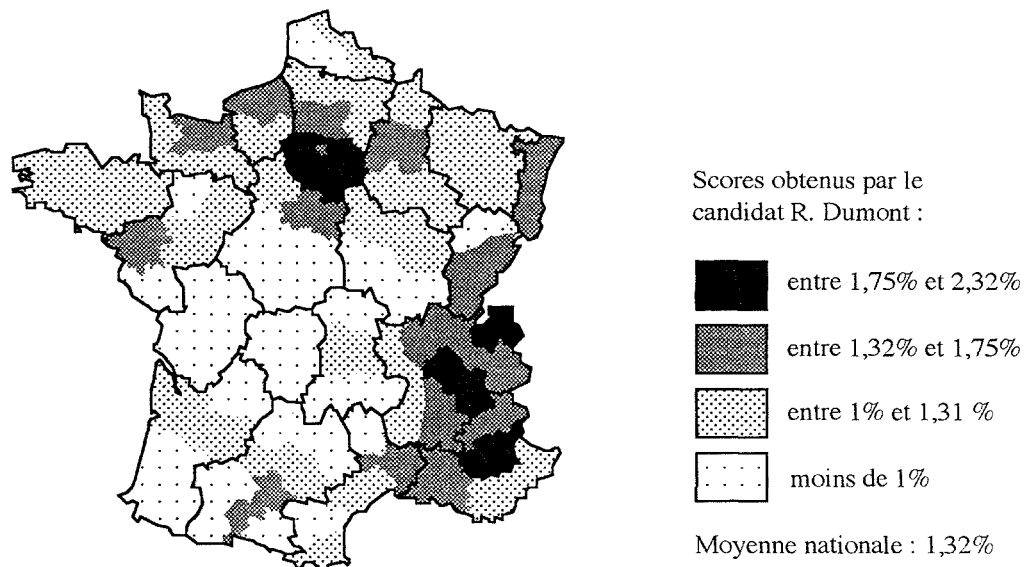 Scores obtenus par le
candidat R. Dumont :
entre 1,75% et 2,32%
entre 1,32% et 1,75%
entre 1% et 1,31 %
moins de 1%
Moyenne nationale : 1,32%